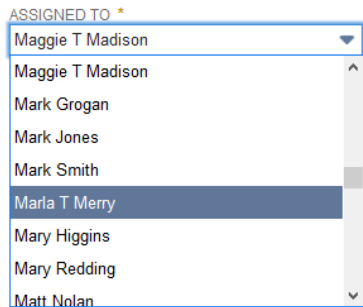 ASSIGNED TO *
Maggie T Madison
Maggie T Madison
Mark Grogan
Mark Jones
Mark Smith
Marla T Merry
Mary Higgins
Mary Redding
Matt Nolan